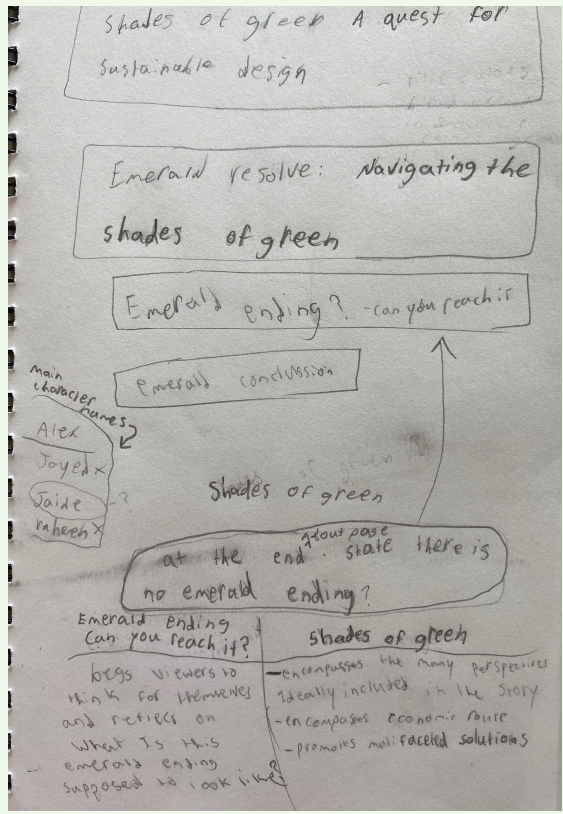 Shades of green A quest for
sustainable design
Emerald resolve: Navigating the
shades of green
Emerald ending? -can you reach it
emerald conclussion
Main
character
names
Alex
Jayed x
Jaide -?
raheeh x
Shades of green
about page
at the end. state there is
no emerald ending?
Emerald Ending
Can you reach it?
begs viewers to
think for themselves
and reflect on
what Is this
emerald ending
supposed to look like?
Shades of green
-encompasses the many perspectives
Ideally included in the story
-encompases economic
-promotes multifaceted solutions